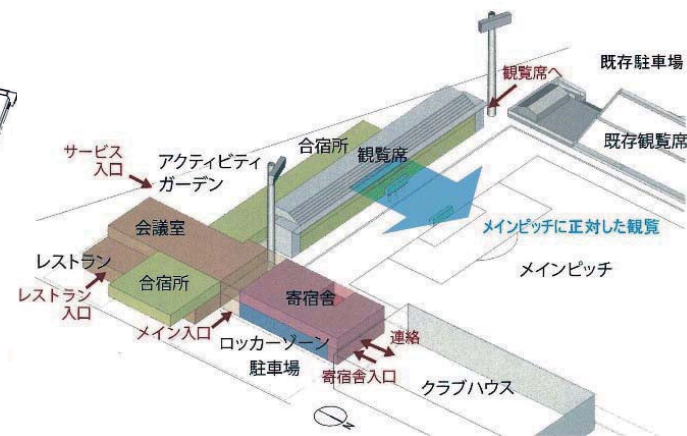 既存駐車場
観覧席へ
既存観覧席
合宿所
観覧席
サービス
入口
アクティビティ
ガーデン
メインピッチに正対した観覧
会議室
メインピッチ
レストラン
合宿所
寄宿舎
レストラン
入口
メイン入口
ロッカーゾーン
連絡
駐車場
寄宿舎入口
クラブハウス
N